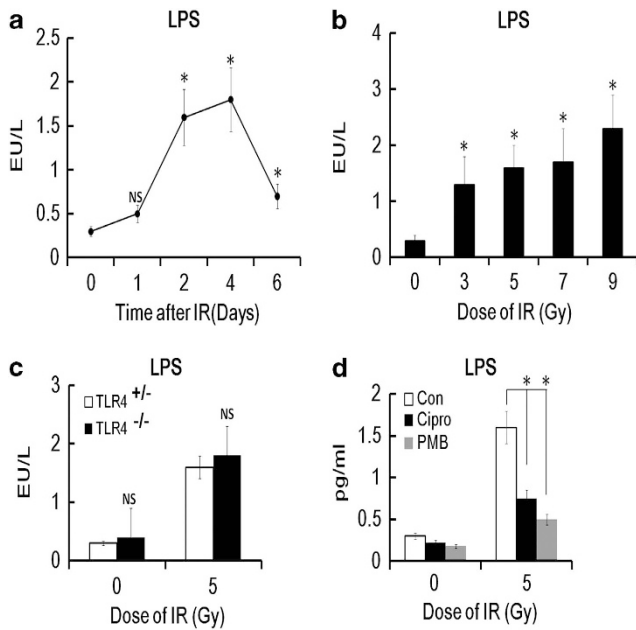 a
LPS
EU/L
2.5
2
1.5
1
0.5
0
*
*
NS
*
0 1 2 4 6
Time after IR(Days)
b
LPS
EU/L
4
3
2
1
0
* * * *
0 3 5 7 9
Dose of IR (Gy)
c
LPS
EU/L
3
2
1
0
TLR4 +/-
TLR4 -/-
NS
NS
0 5
Dose of IR (Gy)
d
LPS
pg/ml
2
1.5
1
0.5
0
Con
Cipro
PMB
* *
0 5
Dose of IR (Gy)